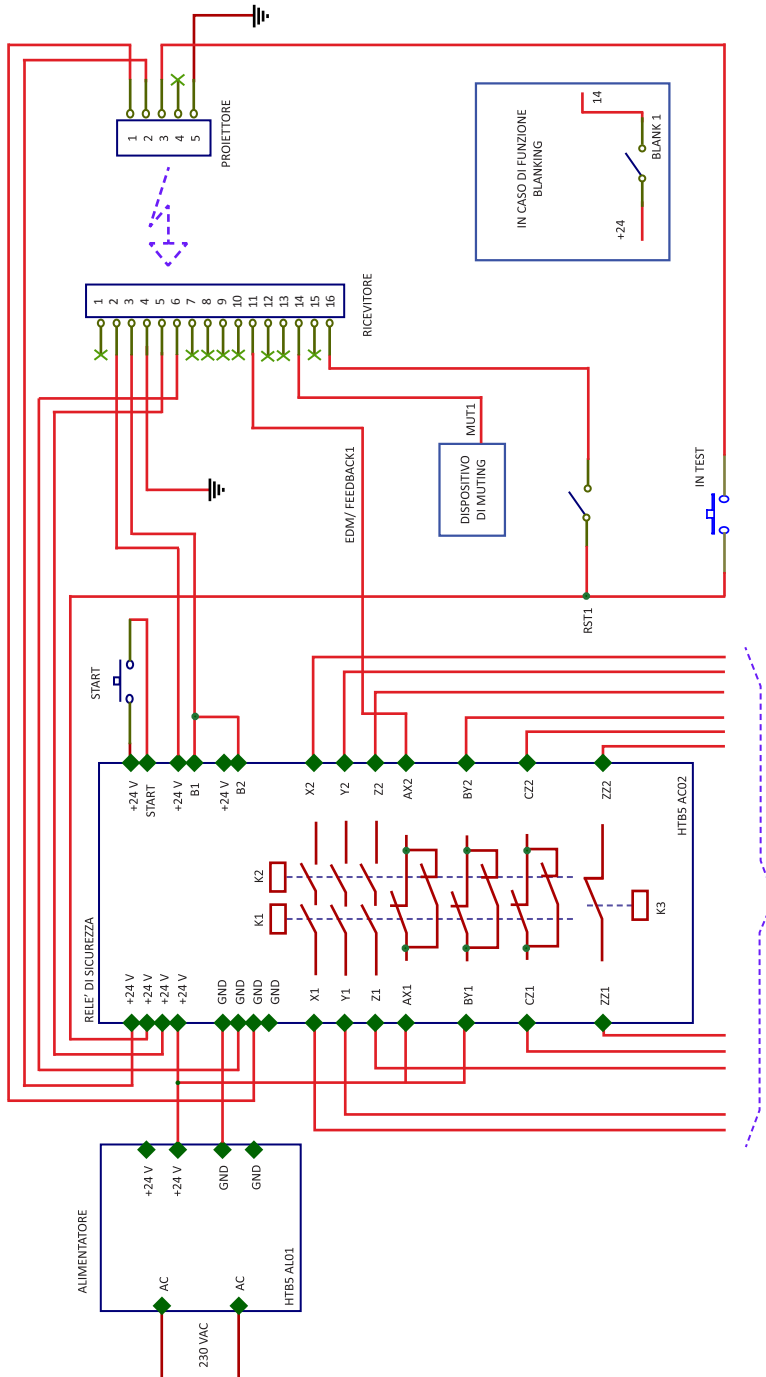 1
2
3
4
5
PROIETTORE
IN CASO DI FUNZIONE
BLANKING
14
BLANK 1
+24
1
2
3
4
5
6
7
8
9
10
11
12
13
14
15
16
RICEVITORE
EDM/ FEEDBACK1
MUT1
DISPOSITIVO
DI MUTING
IN TEST
RST1
START
+24 V
START
+24 V
B1
+24 V
B2
X2
Y2
Z2
AX2
BY2
CZ2
ZZ2
HTB5 AC02
K2
K1
K3
RELE' DI SICUREZZA
+24 V
+24 V
+24 V
+24 V
GND
GND
GND
GND
X1
Y1
Z1
AX1
BY1
CZ1
ZZ1
ALIMENTATORE
+24 V
+24 V
GND
GND
AC
AC
HTB5 AL01
230 VAC